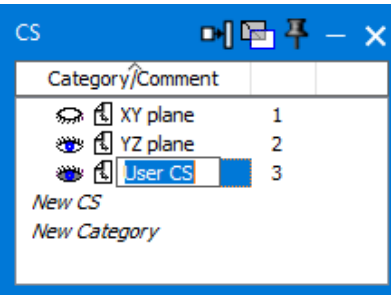 CS
Category/Comment
XY plane 1
YZ plane 2
User CS 3
New CS
New Category